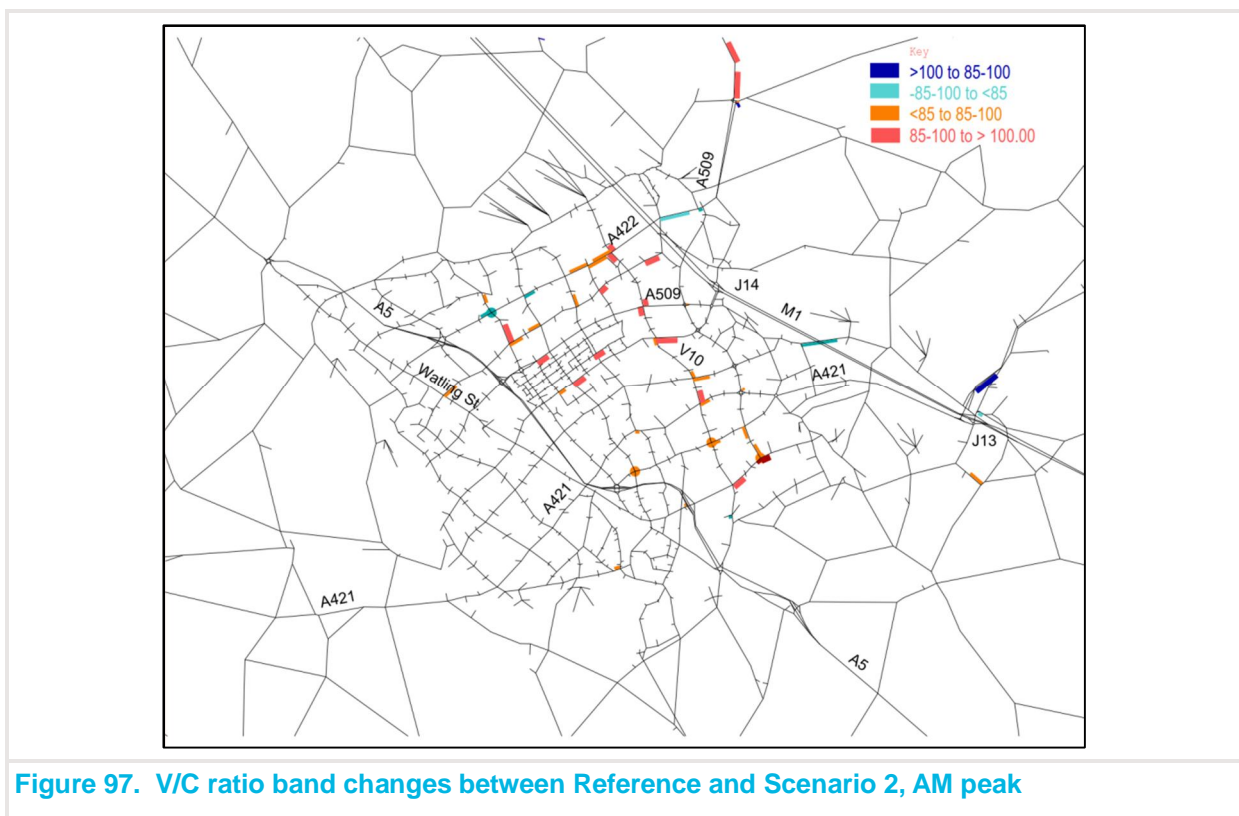 Key
>100 to 85-100
-85-100 to <85
<85 to 85-100
85-100 to > 100.00
A509
A422
J14
A509
M1
A5
V10
A421
Watling St.
J13
A421
A421
A5
Figure 97. V/C ratio band changes between Reference and Scenario 2, AM peak